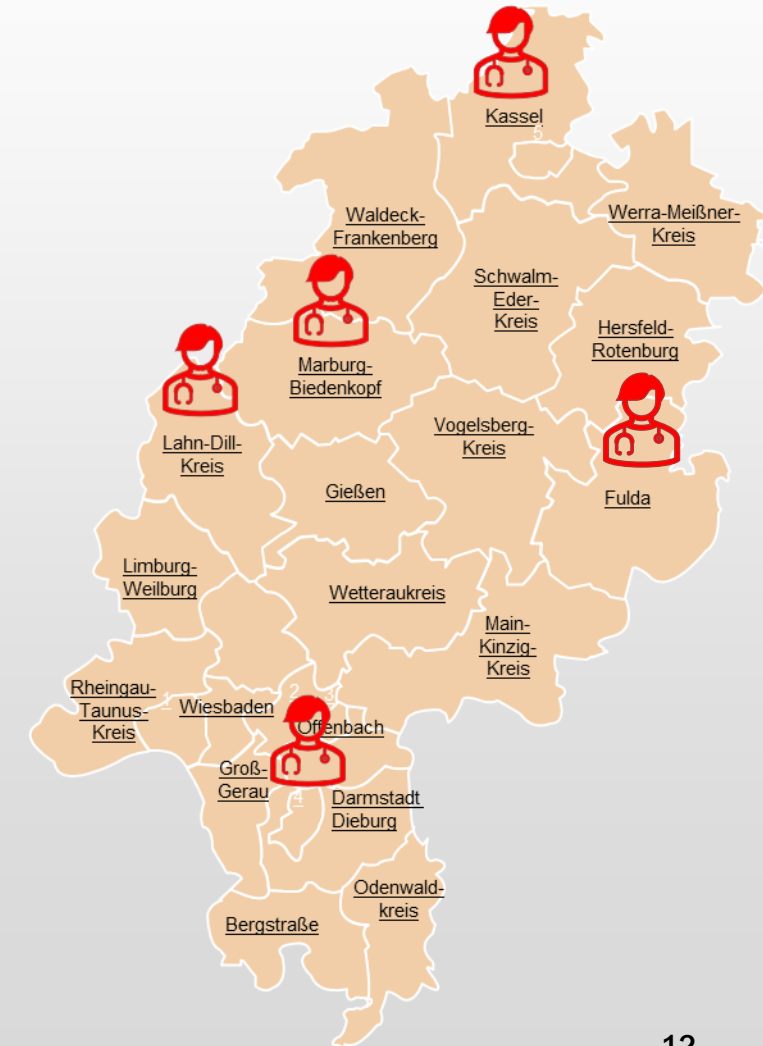 Kassel
5
Waldeck-
Frankenberg
Werra-Meißner-
Kreis
Schwalm-
Eder-
Kreis
Hersfeld-
Rotenburg
Marburg-
Biedenkopf
Lahn-Dill-
Kreis
Vogelsberg-
Kreis
Gießen
Fulda
Limburg-
Weilburg
Wetteraukreis
Main-
Kinzig-
Kreis
Rheingau-
Taunus-
Kreis
1
Wiesbaden
2
3
Offenbach
Groß-
Gerau
4
Darmstadt
Dieburg
Odenwald-
kreis
Bergstraße
12